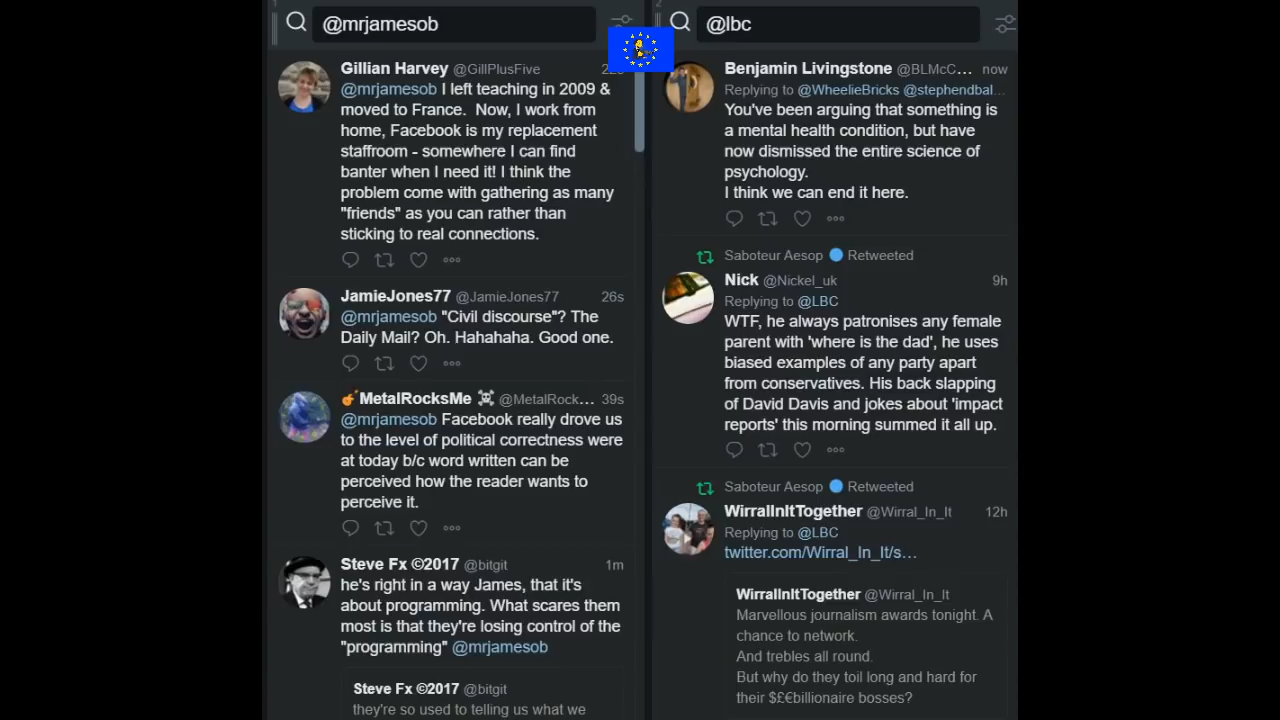 @mrjamesob
Gillian Harvey @GillPlusFive
@mrjamesob I left teaching in 2009 &
moved to France. Now, I work from
home, Facebook is my replacement
staffroom - somewhere I can find
banter when I need it! I think the
problem come with gathering as many
"friends" as you can rather than
sticking to real connections.
JamieJones77 @JamieJones77 26s
@mrjamesob "Civil discourse"? The
Daily Mail? Oh. Hahahaha. Good one.
MetalRocksMe @MetalRock... 39s
@mrjamesob Facebook really drove us
to the level of political correctness were
at today b/c word written can be
perceived how the reader wants to
perceive it.
Steve Fx ©2017 @bitgit 1m
he's right in a way James, that it's
about programming. What scares them
most is that they're losing control of the
"programming" @mrjamesob
Steve Fx ©2017 @bitgit
they're so used to telling us what we
2
@lbc
Benjamin Livingstone @BLMcC... now
Replying to @WheelieBricks @stephendbal...
You've been arguing that something is
a mental health condition, but have
now dismissed the entire science of
psychology.
I think we can end it here.
Saboteur Aesop Retweeted
Nick @Nickel_uk 9h
Replying to @LBC
WTF, he always patronises any female
parent with 'where is the dad', he uses
biased examples of any party apart
from conservatives. His back slapping
of David Davis and jokes about 'impact
reports' this morning summed it all up.
Saboteur Aesop Retweeted
WirralInItTogether @Wirral_In_It 12h
Replying to @LBC
twitter.com/Wirral_In_It/s...
WirralInItTogether @Wirral_In_It
Marvellous journalism awards tonight. A
chance to network.
And trebles all round.
But why do they toil long and hard for
their $£€billionaire bosses?